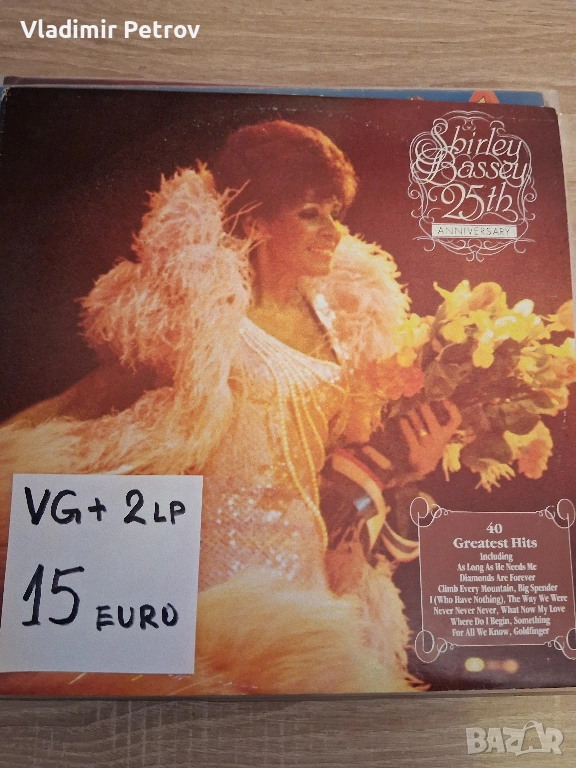 Vladimir Petrov
Shirley
Bassey
25th
ANNIVERSARY
VG+ 2LP
15 EURO
40
Greatest Hits
Including
As Long As He Needs Me
Diamonds Are Forever
Climb Every Mountain, Big Spender
I (Who Have Nothing), The Way We Were
Never Never Never, What Now My Love
Where Do I Begin, Something
For All We Know, Goldfinger
BAZAR